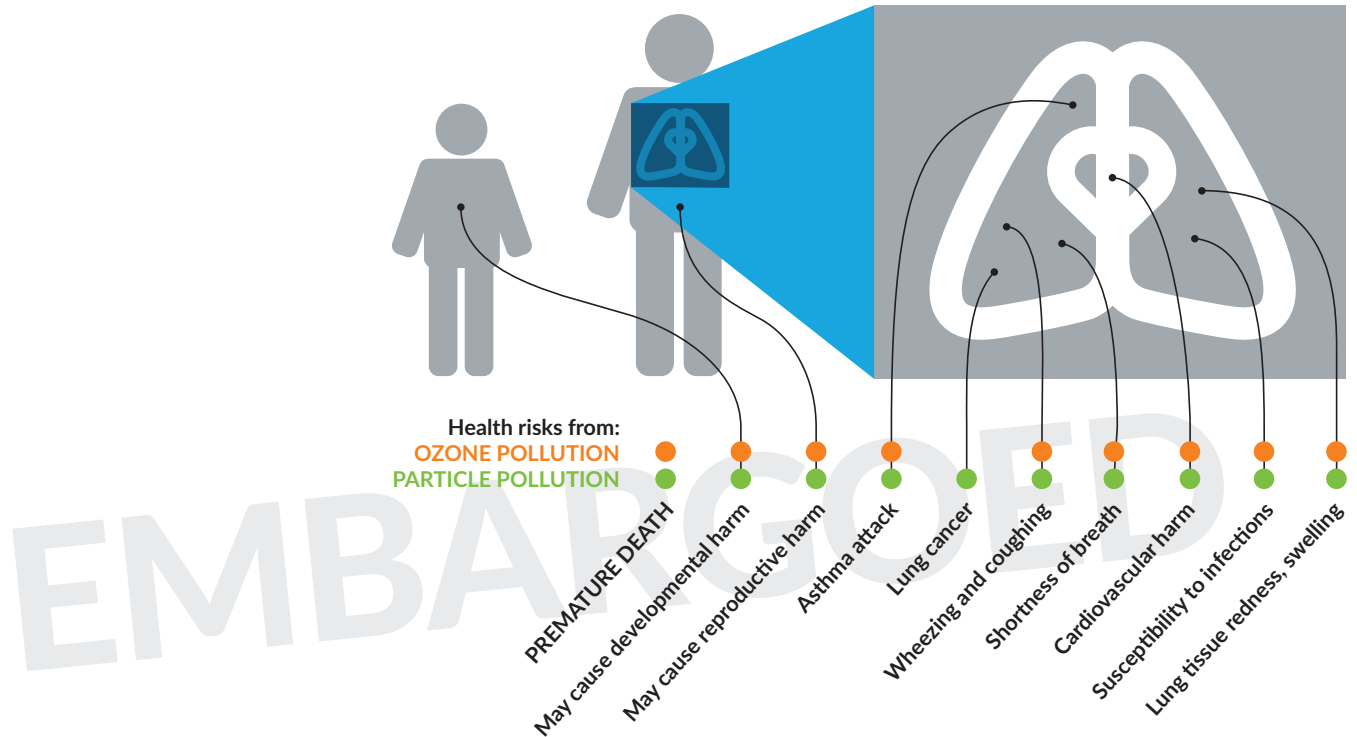 Health risks from:
OZONE POLLUTION
PARTICLE POLLUTION
PREMATURE DEATH
May cause developmental harm
May cause reproductive harm
Asthma attack
Lung cancer
Wheezing and coughing
Shortness of breath
Cardiovascular harm
Susceptibility to infections
Lung tissue redness, swelling
EMBARGOED